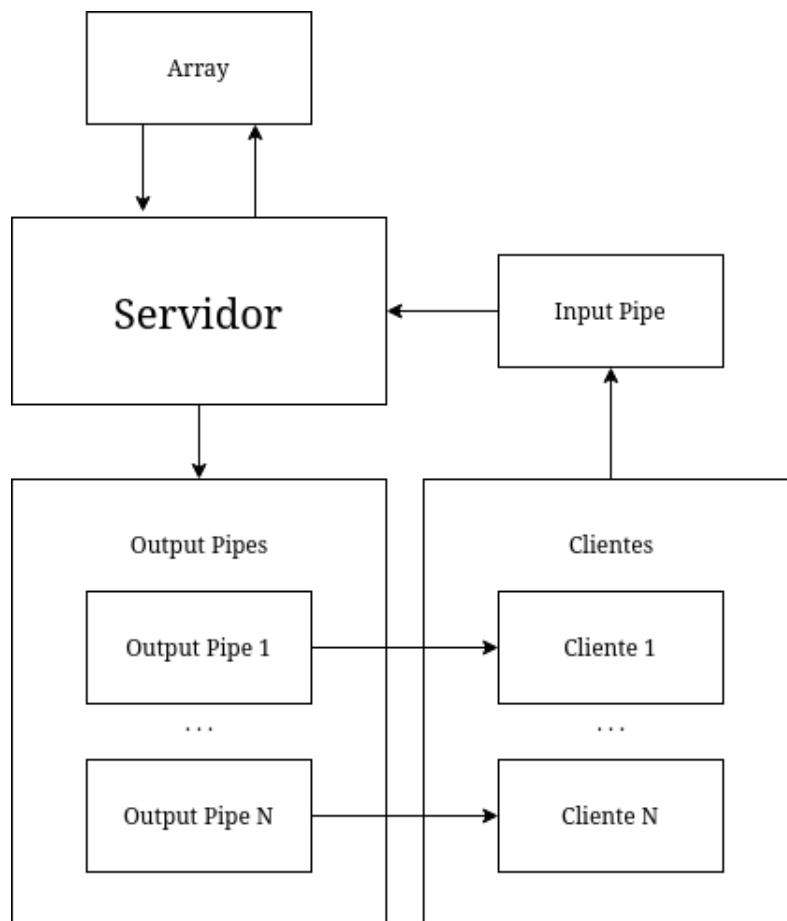 Array
Servidor
Input Pipe
Output Pipes
Clientes
Output Pipe 1
Cliente 1
. . .
. . .
Output Pipe N
Cliente N